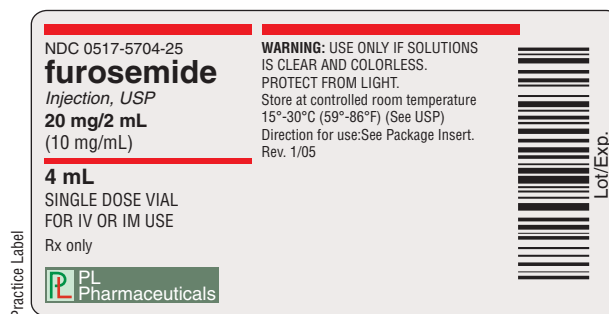 NDC 0517-5704-25
furosemide
Injection, USP
20 mg/2 mL
(10 mg/mL)
4 mL
SINGLE DOSE VIAL
FOR IV OR IM USE
Rx only
PL PL
Pharmaceuticals
WARNING: USE ONLY IF SOLUTIONS
IS CLEAR AND COLORLESS.
PROTECT FROM LIGHT.
Store at controlled room temperature
15°-30°C (59°-86°F) (See USP)
Direction for use:See Package Insert.
Rev. 1/05
Lot/Exp.
Practice Label